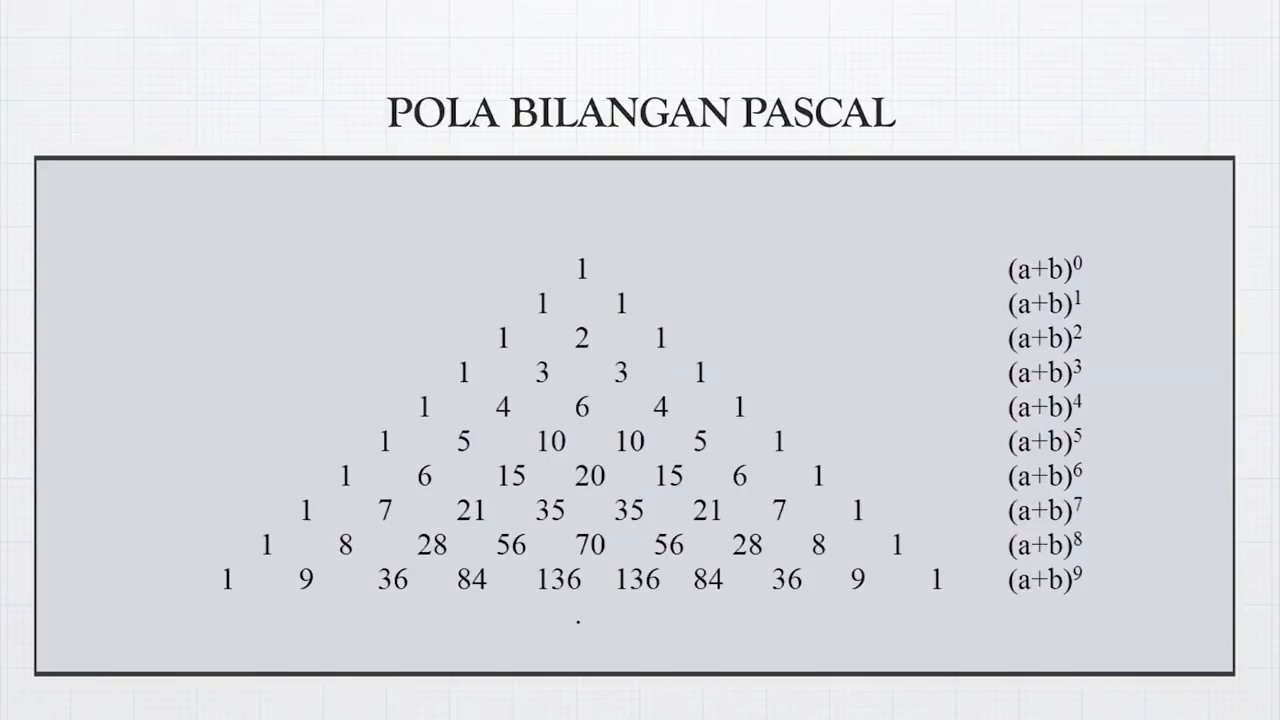 POLA BILANGAN PASCAL
1 (a+b)⁰
1 1 (a+b)¹
1 2 1 (a+b)²
1 3 3 1 (a+b)³
1 4 6 4 1 (a+b)⁴
1 5 10 10 5 1 (a+b)⁵
1 6 15 20 15 6 1 (a+b)⁶
1 7 21 35 35 21 7 1 (a+b)⁷
1 8 28 56 70 56 28 8 1 (a+b)⁸
1 9 36 84 136 136 84 36 9 1 (a+b)⁹
.